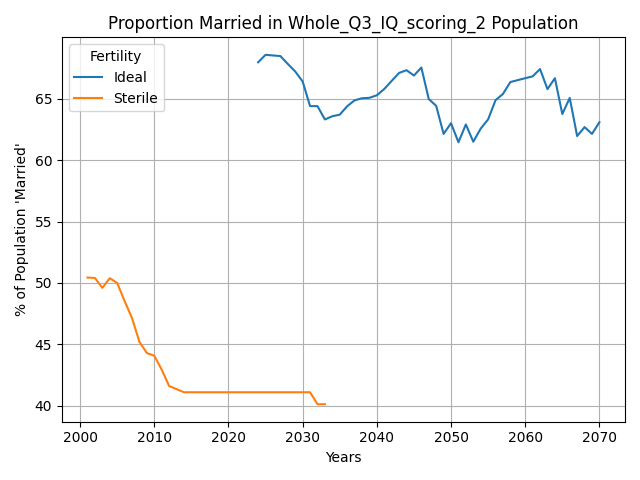 Proportion Married in Whole_Q3_IQ_scoring_2 Population
Fertility
Ideal
Sterile
% of Population 'Married'
65
60
55
50
45
40
2000 2010 2020 2030 2040 2050 2060 2070
Years